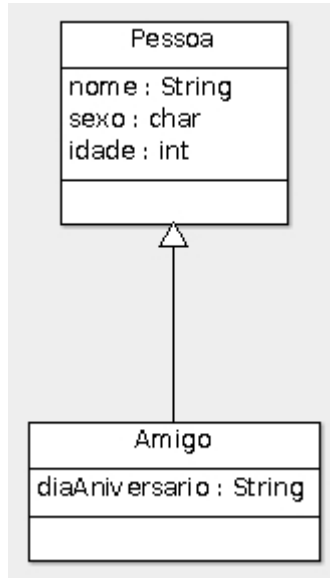 Pessoa
nome : String
sexo : char
idade : int
Amigo
diaAniversario : String